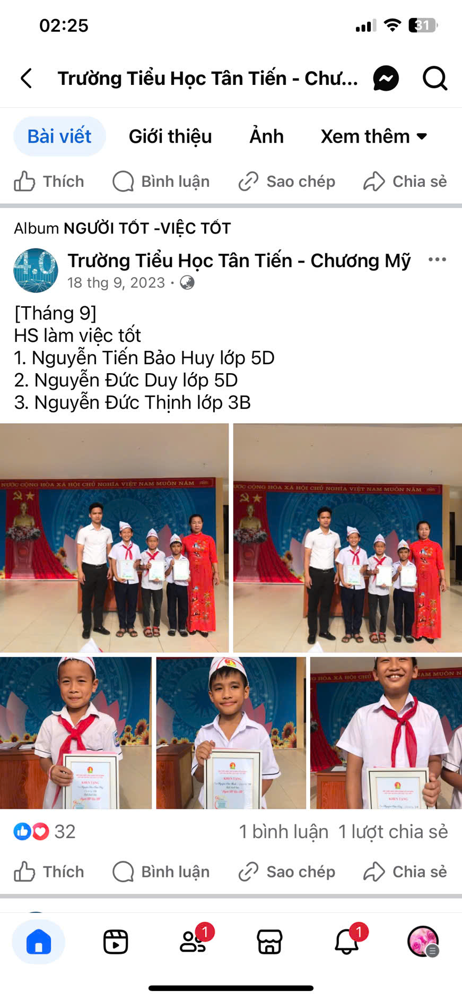 02:25
31
Trường Tiểu Học Tân Tiến - Chư...
Bài viết
Giới thiệu
Ảnh
Xem thêm
Thích
Bình luận
Sao chép
Chia sẻ
Album NGƯỜI TỐT -VIỆC TỐT
4.0
Trường Tiểu Học Tân Tiến - Chương Mỹ
18 thg 9, 2023
[Tháng 9]
HS làm việc tốt
1. Nguyễn Tiến Bảo Huy lớp 5D
2. Nguyễn Đức Duy lớp 5D
3. Nguyễn Đức Thịnh lớp 3B
NƯỚC CỘNG HÒA XÃ HỘI CHỦ NGHĨA VIỆT NAM MUÔN NĂM
ƯỚC CỘNG HÒA XÃ HỘI CHỦ NGHĨA VIỆT NAM MUÔN NĂM
KHEN TẶNG
KHEN TẶNG
G HÒA XÃ HỘI CHỦ
NAM MUÔN N
KHEN TẶNG
32
1 bình luận
1 lượt chia sẻ
Thích
Bình luận
Sao chép
Chia sẻ
1
1